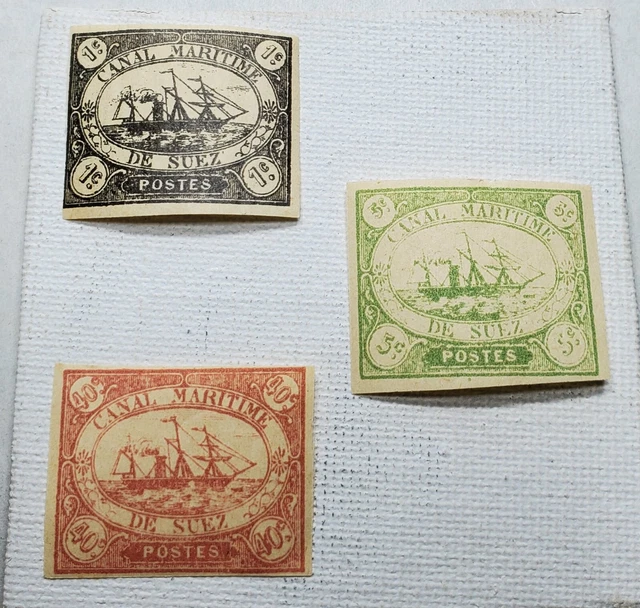 1c 1c
CANAL MARITIME
DE SUEZ
1c 1c
POSTES
5c 5c
CANAL MARITIME
DE SUEZ
5c 5c
POSTES
40c 40c
CANAL MARITIME
DE SUEZ
40c 40c
POSTES